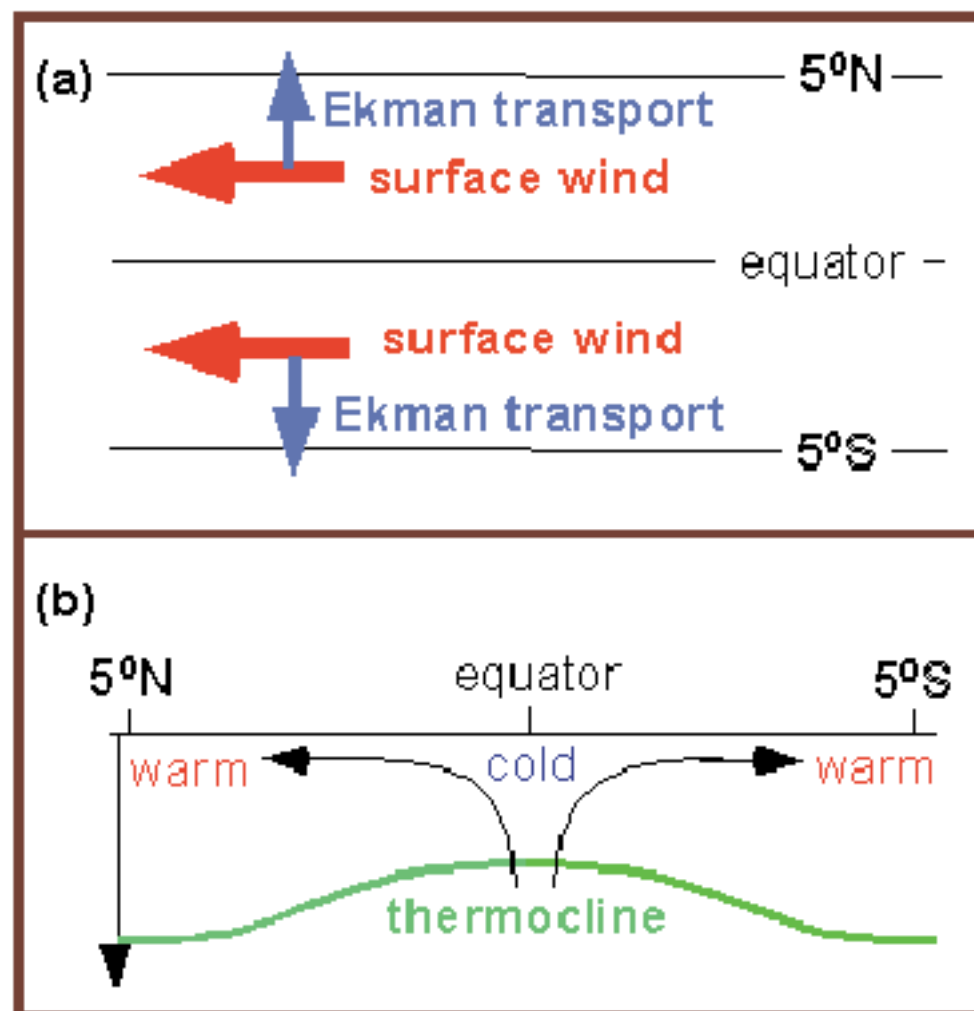 (a)
5⁰N
Ekman transport
surface wind
equator
surface wind
Ekman transport
5⁰S
(b)
5⁰N equator 5⁰S
warm cold warm
thermocline